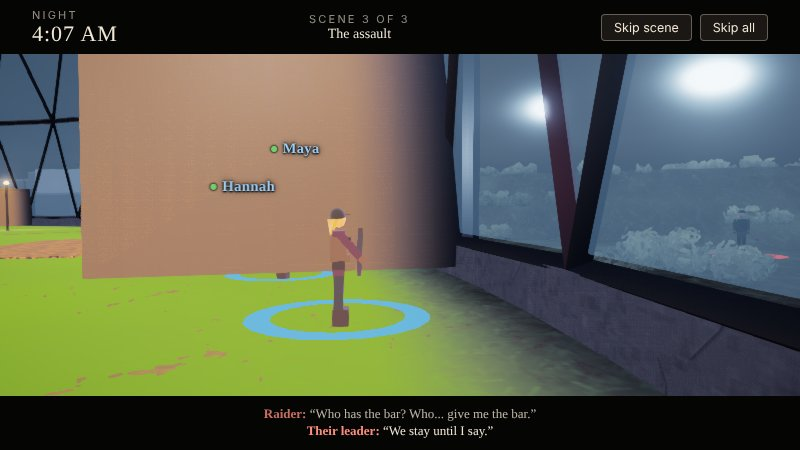 NIGHT
4:07 AM
SCENE 3 OF 3
The assault
Skip scene
Skip all
Maya
Hannah
Raider: “Who has the bar? Who... give me the bar.”
Their leader: “We stay until I say.”